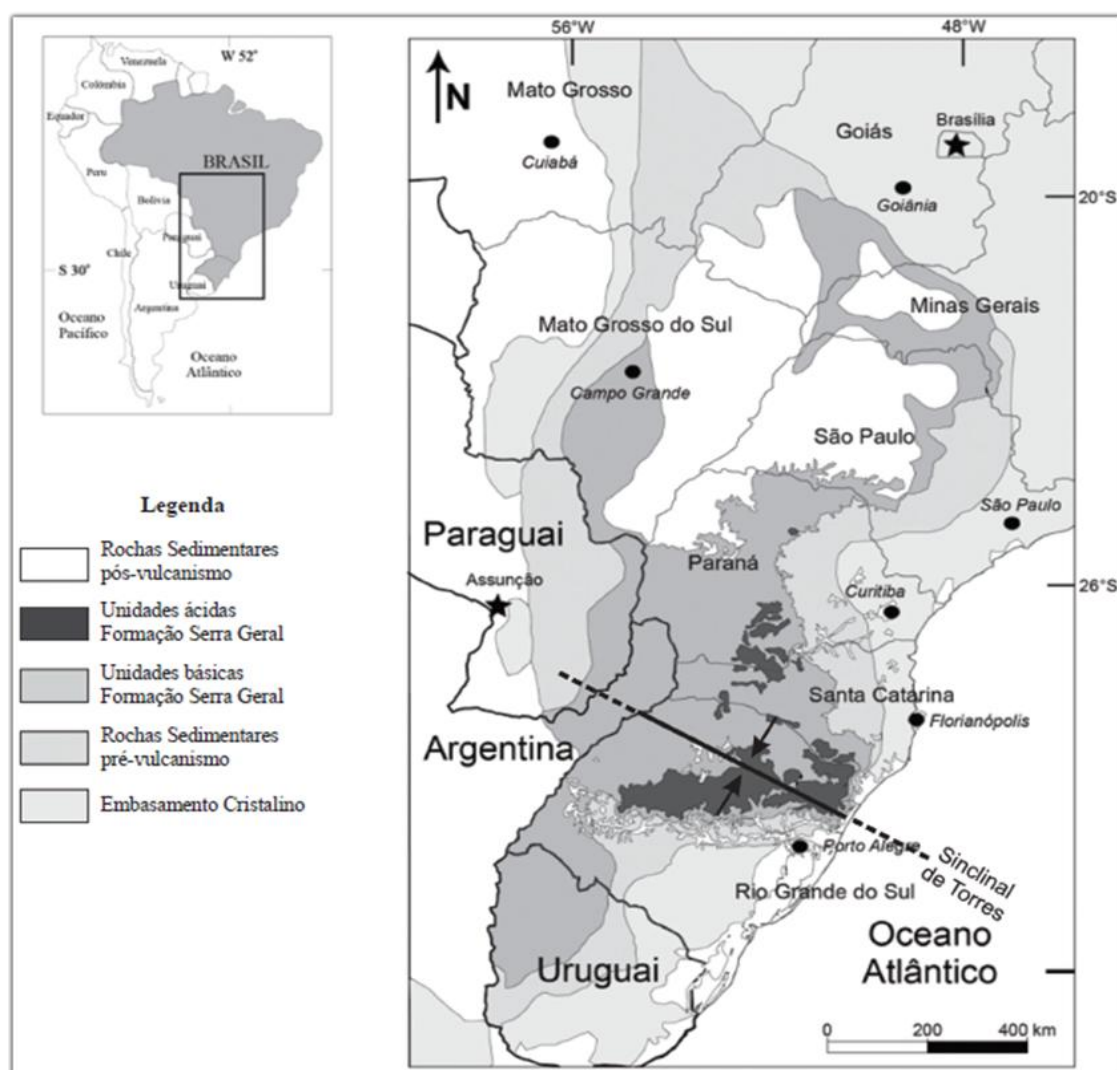 W 52°
Venezuela
Colômbia
Equador
BRASIL
Peru
Bolívia
Paraguai
Chile
S 30°
Uruguai
Argentina
Oceano
Pacífico
Oceano
Atlântico
Legenda
Rochas Sedimentares
pós-vulcanismo
Unidades ácidas
Formação Serra Geral
Unidades básicas
Formação Serra Geral
Rochas Sedimentares
pré-vulcanismo
Embasamento Cristalino
56°W
48°W
N
Mato Grosso
Cuiabá
Goiás
Brasília
Goiânia
20°S
Minas Gerais
Mato Grosso do Sul
Campo Grande
São Paulo
São Paulo
Paraguai
Assunção
Paraná
26°S
Curitiba
Santa Catarina
Florianópolis
Argentina
Porto Alegre
Sinclinal
de Torres
Rio Grande do Sul
Uruguai
Oceano
Atlântico
0 200 400 km